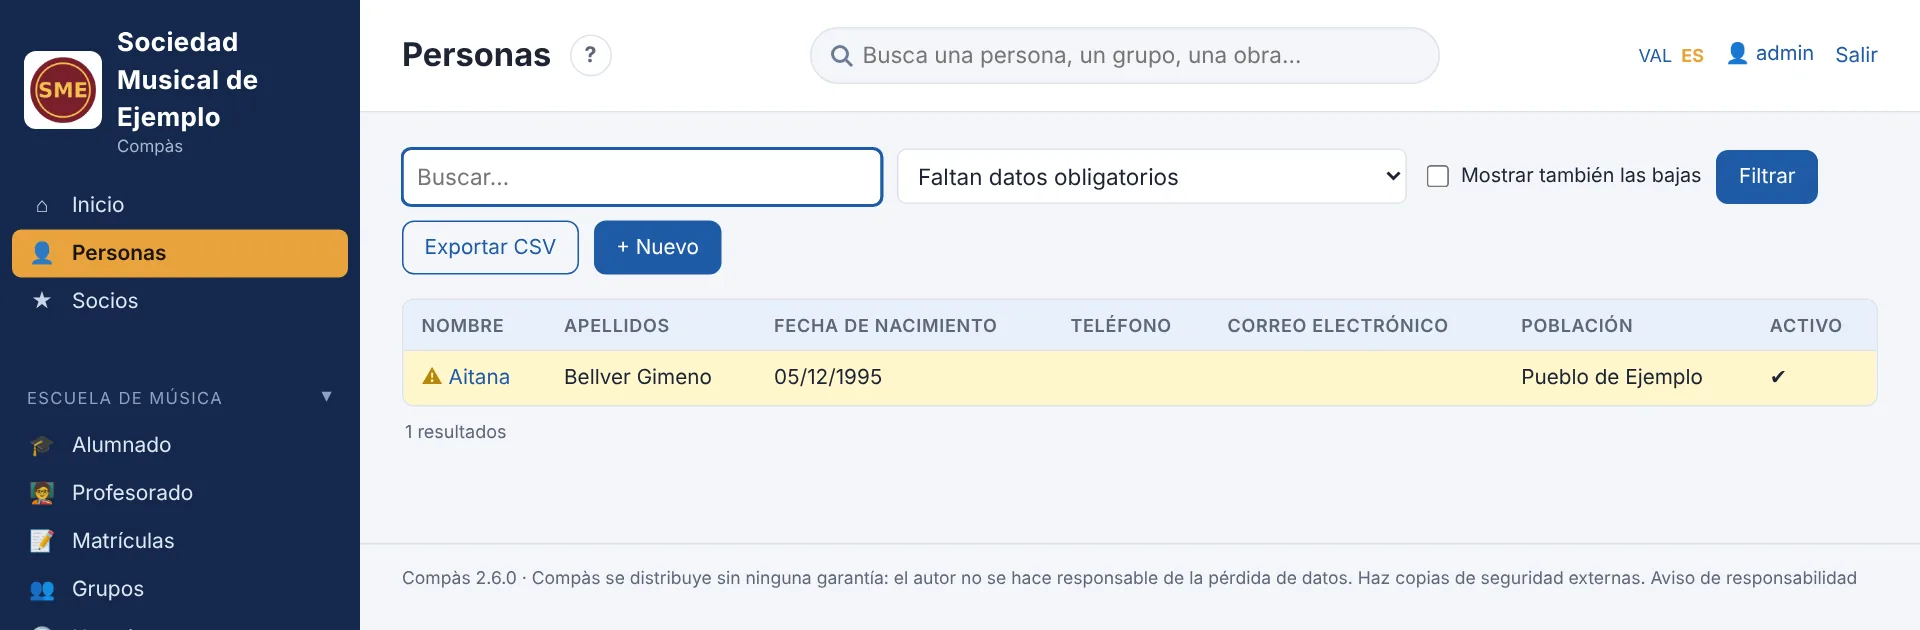 SME
Sociedad
Musical de
Ejemplo
Compàs
Inicio
Personas
Socios
ESCUELA DE MÚSICA
Alumnado
Profesorado
Matrículas
Grupos
Personas
?
Busca una persona, un grupo, una obra...
VAL ES
admin
Salir
Buscar...
Faltan datos obligatorios
Mostrar también las bajas
Filtrar
Exportar CSV
+ Nuevo
NOMBRE APELLIDOS FECHA DE NACIMIENTO TELÉFONO CORREO ELECTRÓNICO POBLACIÓN ACTIVO
Aitana Bellver Gimeno 05/12/1995 Pueblo de Ejemplo ✔
1 resultados
Compàs 2.6.0 · Compàs se distribuye sin ninguna garantía: el autor no se hace responsable de la pérdida de datos. Haz copias de seguridad externas. Aviso de responsabilidad